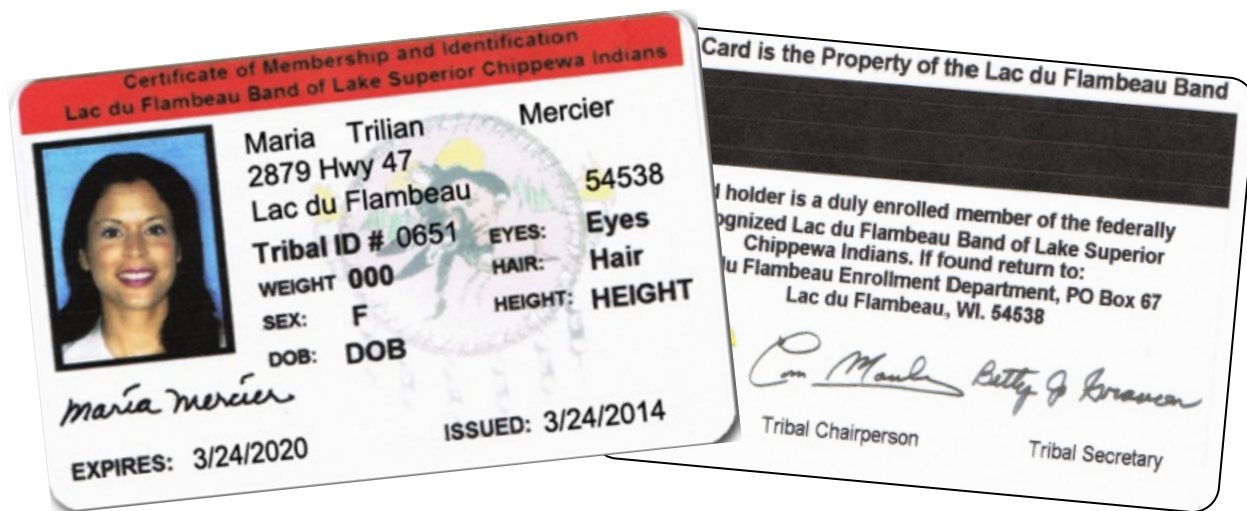 Certificate of Membership and Identification
Lac du Flambeau Band of Lake Superior Chippewa Indians
Maria Trilian Mercier
2879 Hwy 47
Lac du Flambeau 54538
Tribal ID # 0651 EYES: Eyes
WEIGHT 000 HAIR: Hair
SEX: F HEIGHT: HEIGHT
DOB: DOB
Maria Mercier
EXPIRES: 3/24/2020 ISSUED: 3/24/2014
Card is the Property of the Lac du Flambeau Band
holder is a duly enrolled member of the federally
ognized Lac du Flambeau Band of Lake Superior
Chippewa Indians. If found return to:
u Flambeau Enrollment Department, PO Box 67
Lac du Flambeau, WI. 54538
Betty Jo
Tribal Chairperson Tribal Secretary